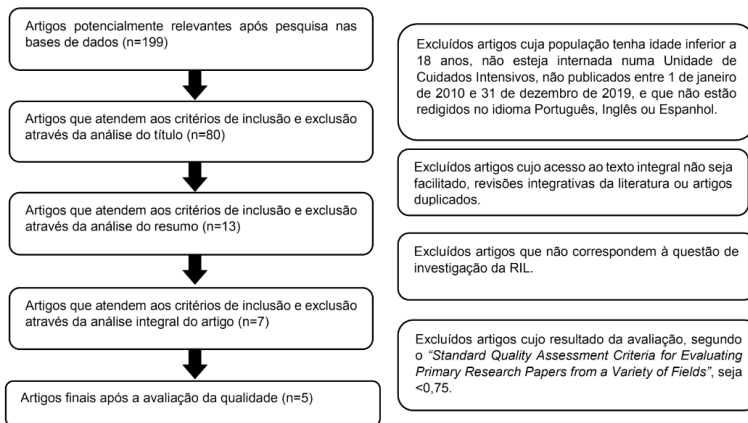 Artigos potencialmente relevantes após pesquisa nas
bases de dados (n=199)
Artigos que atendem aos critérios de inclusão e exclusão
através da análise do título (n=80)
Artigos que atendem aos critérios de inclusão e exclusão
através da análise do resumo (n=13)
Artigos que atendem aos critérios de inclusão e exclusão
através da análise integral do artigo (n=7)
Artigos finais após a avaliação da qualidade (n=5)
Excluídos artigos cuja população tenha idade inferior a
18 anos, não esteja internada numa Unidade de
Cuidados Intensivos, não publicados entre 1 de janeiro
de 2010 e 31 de dezembro de 2019, e que não estão
redigidos no idioma Português, Inglês ou Espanhol.
Excluídos artigos cujo acesso ao texto integral não seja
facilitado, revisões integrativas da literatura ou artigos
duplicados.
Excluídos artigos que não correspondem à questão de
investigação da RIL.
Excluídos artigos cujo resultado da avaliação, segundo
o “Standard Quality Assessment Criteria for Evaluating
Primary Research Papers from a Variety of Fields”, seja
<0,75.